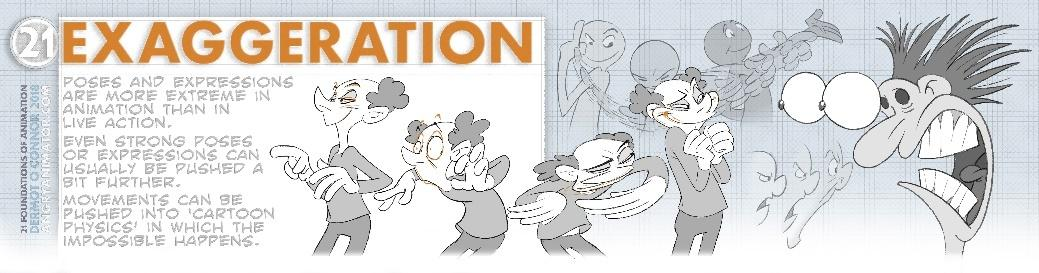 21 EXAGGERATION
POSES AND EXPRESSIONS
ARE MORE EXTREME IN
ANIMATION THAN IN
LIVE ACTION.
EVEN STRONG POSES
OR EXPRESSIONS CAN
USUALLY BE PUSHED A
BIT FURTHER.
MOVEMENTS CAN BE
PUSHED INTO 'CARTOON
PHYSICS' IN WHICH THE
IMPOSSIBLE HAPPENS.
21 FOUNDATIONS OF ANIMATION
DERMOT O'CONNOR 2018
ANGRYANIMATOR.COM